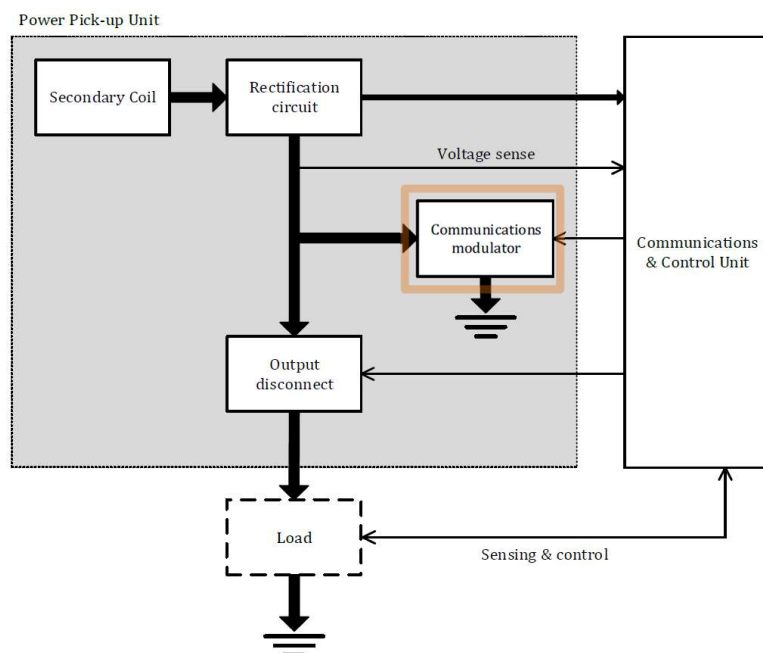 Power Pick-up Unit
Secondary Coil
Rectification
circuit
Voltage sense
Communications
modulator
Communications
& Control Unit
Output
disconnect
Load
Sensing & control